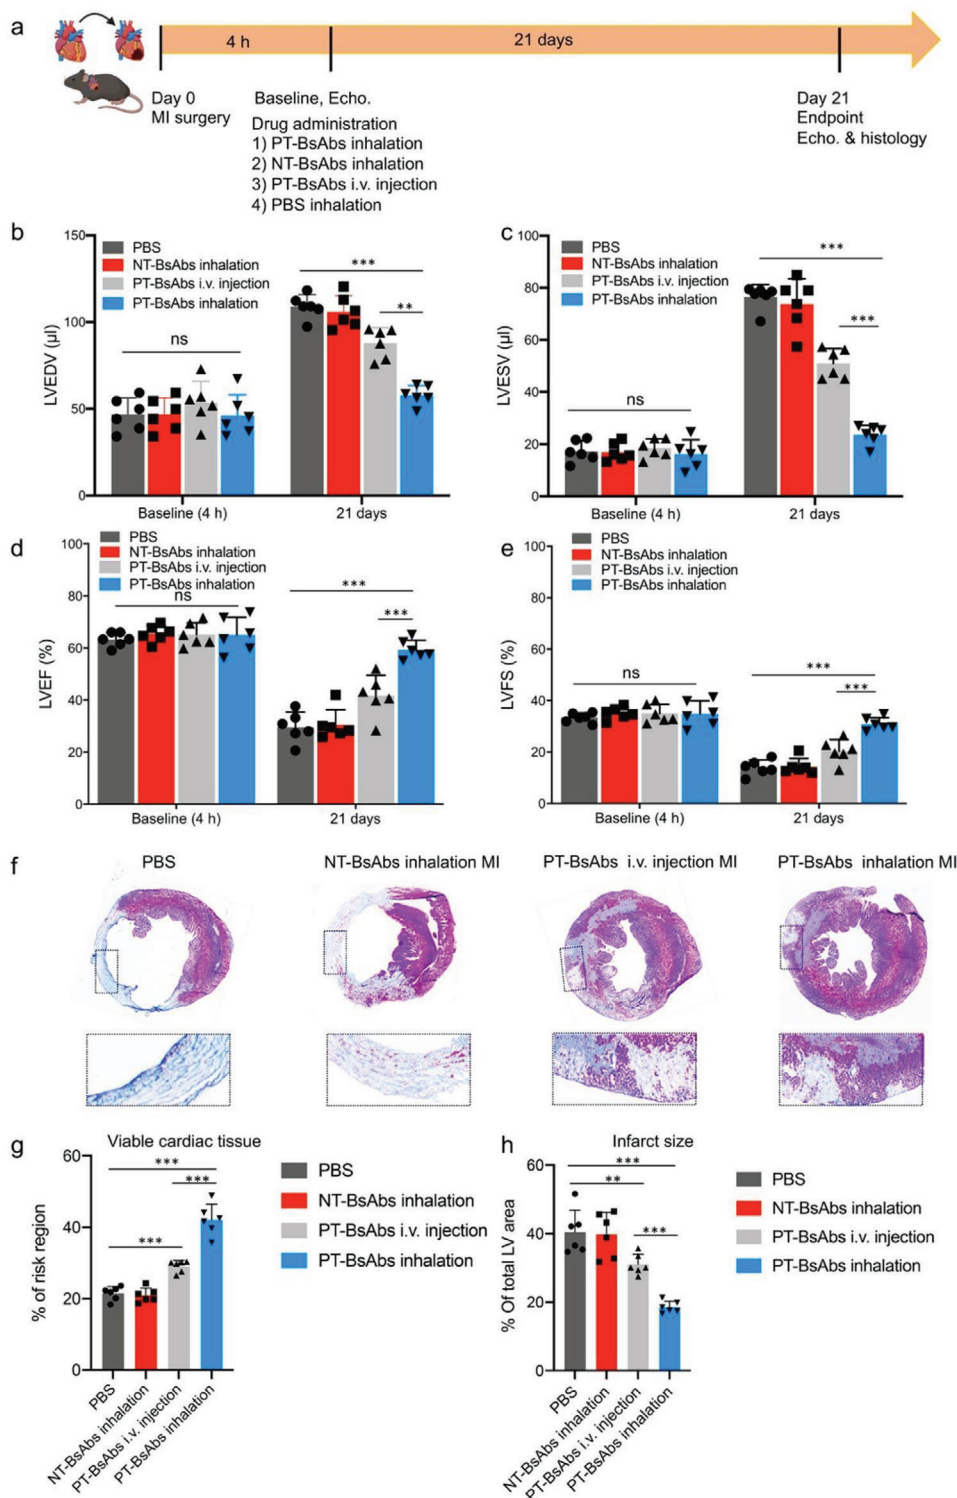 a
4 h
21 days
Day 0
MI surgery
Baseline, Echo.
Drug administration
1) PT-BsAbs inhalation
2) NT-BsAbs inhalation
3) PT-BsAbs i.v. injection
4) PBS inhalation
Day 21
Endpoint
Echo. & histology
b
PBS
NT-BsAbs inhalation
PT-BsAbs i.v. injection
PT-BsAbs inhalation
LVEDV (µl)
150
100
50
0
ns
***
**
Baseline (4 h)
21 days
c
PBS
NT-BsAbs inhalation
PT-BsAbs i.v. injection
PT-BsAbs inhalation
LVESV (µl)
100
80
60
40
20
0
ns
***
***
Baseline (4 h)
21 days
d
PBS
NT-BsAbs inhalation
PT-BsAbs i.v. injection
PT-BsAbs inhalation
LVEF (%)
100
80
60
40
20
0
ns
***
***
Baseline (4 h)
21 days
e
PBS
NT-BsAbs inhalation
PT-BsAbs i.v. injection
PT-BsAbs inhalation
LVFS (%)
100
80
60
40
20
0
ns
***
***
Baseline (4 h)
21 days
f
PBS
NT-BsAbs inhalation MI
PT-BsAbs i.v. injection MI
PT-BsAbs inhalation MI
g
Viable cardiac tissue
% of risk region
60
40
20
0
***
***
***
PBS
NT-BsAbs inhalation
PT-BsAbs i.v. injection
PT-BsAbs inhalation
PBS
NT-BsAbs inhalation
PT-BsAbs i.v. injection
PT-BsAbs inhalation
h
Infarct size
% Of total LV area
60
40
20
0
***
**
***
PBS
NT-BsAbs inhalation
PT-BsAbs i.v. injection
PT-BsAbs inhalation
PBS
NT-BsAbs inhalation
PT-BsAbs i.v. injection
PT-BsAbs inhalation